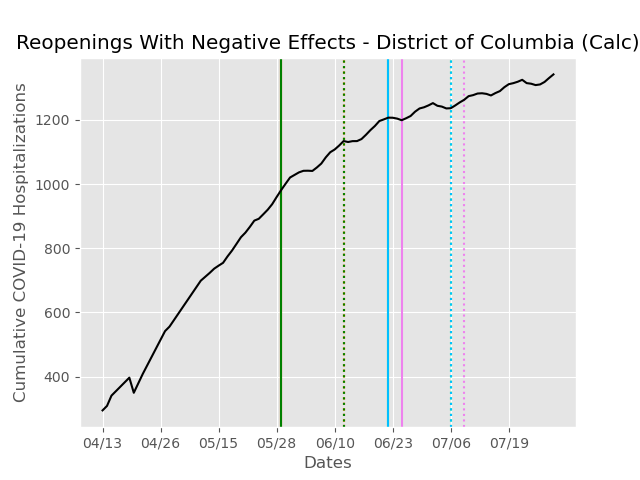 Reopenings With Negative Effects - District of Columbia (Calc)
Cumulative COVID-19 Hospitalizations
1200
1000
800
600
400
04/13 04/26 05/15 05/28 06/10 06/23 07/06 07/19
Dates